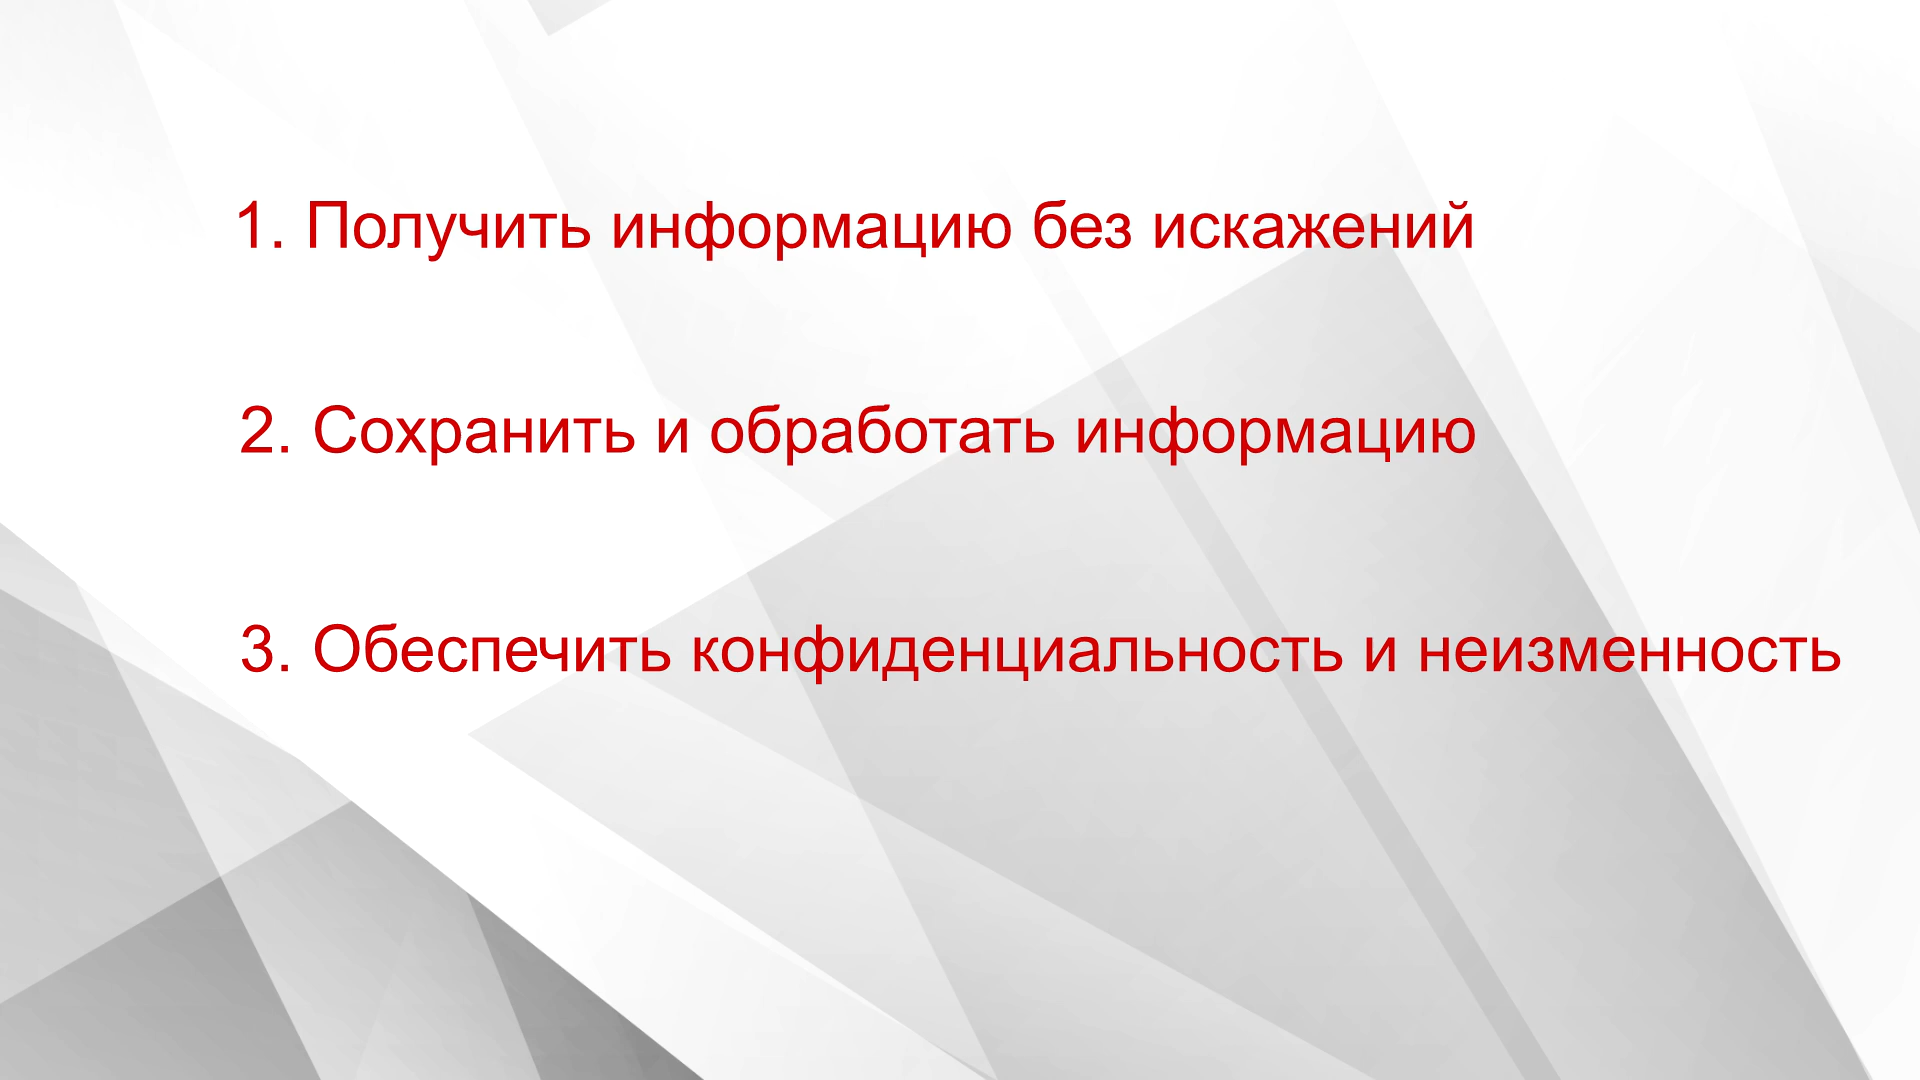 1. Получить информацию без искажений
2. Сохранить и обработать информацию
3. Обеспечить конфиденциальность и неизменность